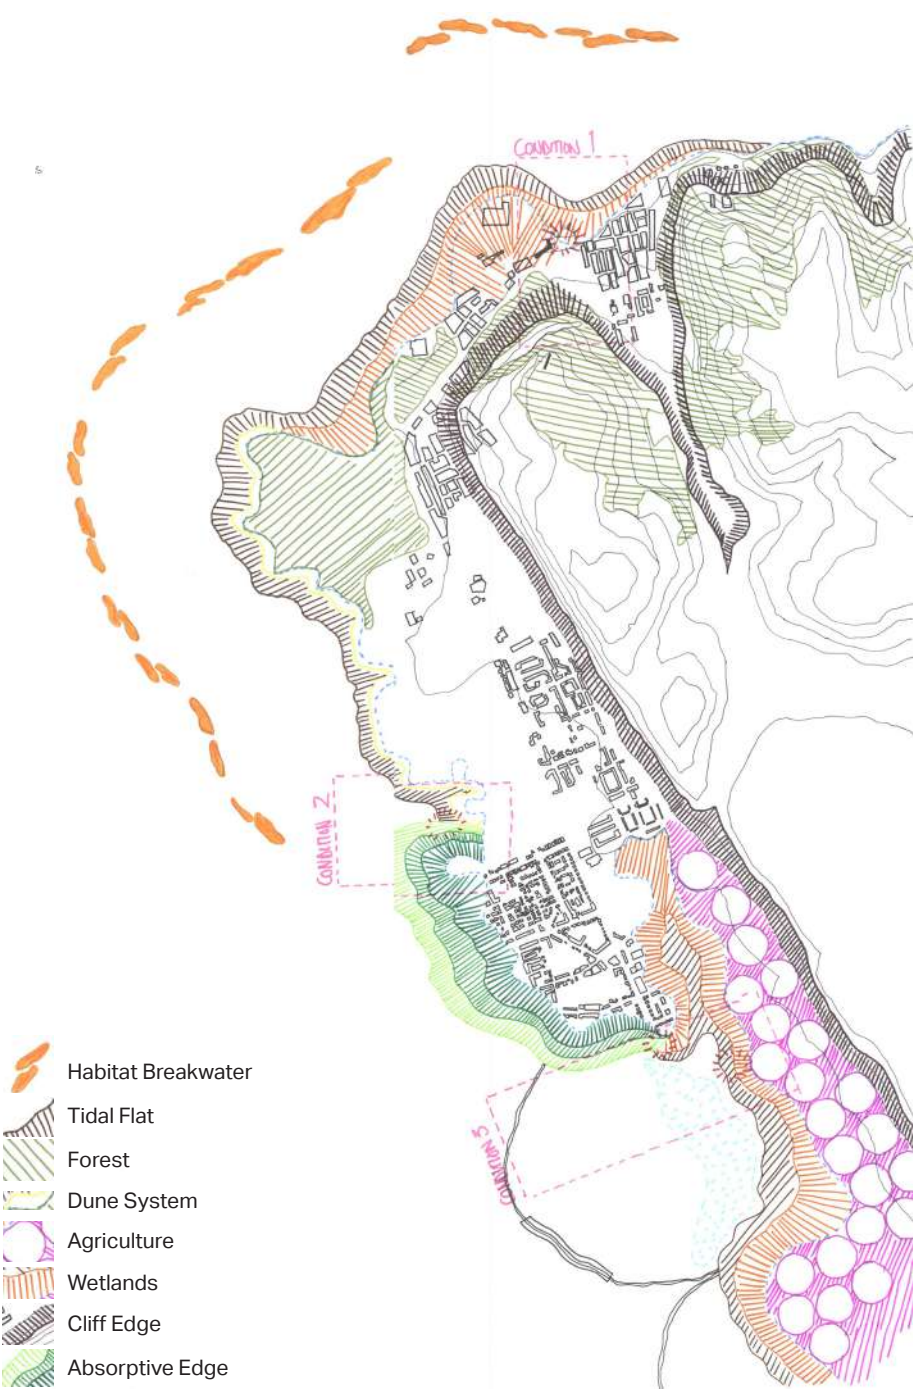 CONDITION 1
CONDITION 2
CONDITION 3
Habitat Breakwater
Tidal Flat
Forest
Dune System
Agriculture
Wetlands
Cliff Edge
Absorptive Edge